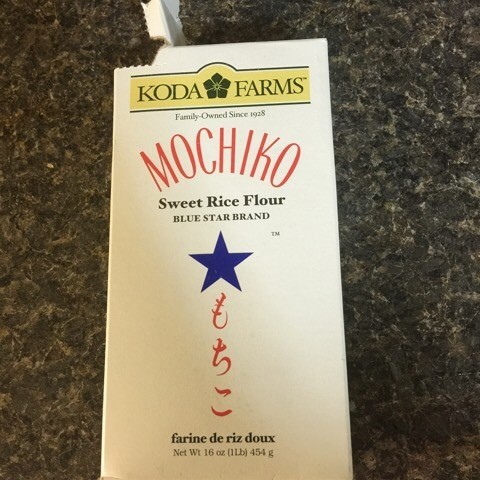 KODA FARMS™
Family-Owned Since 1928
MOCHIKO
Sweet Rice Flour
BLUE STAR BRAND
™
もちこ
farine de riz doux
Net Wt 16 oz (1Lb) 454 g